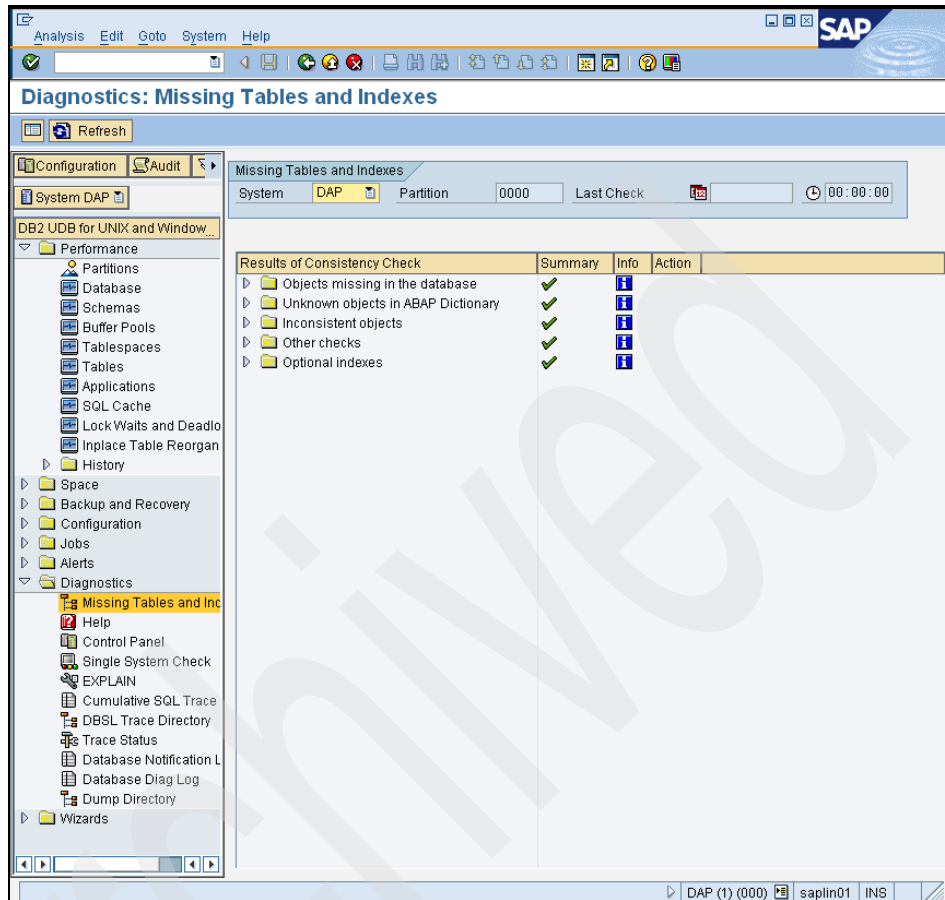 Analysis Edit Goto System Help
SAP
Diagnostics: Missing Tables and Indexes
Refresh
Configuration Audit
System DAP
DB2 UDB for UNIX and Window...
Performance
Partitions
Database
Schemas
Buffer Pools
Tablespaces
Tables
Applications
SQL Cache
Lock Waits and Deadlo
Inplace Table Reorgan
History
Space
Backup and Recovery
Configuration
Jobs
Alerts
Diagnostics
Missing Tables and Ind
Help
Control Panel
Single System Check
EXPLAIN
Cumulative SQL Trace
DBSL Trace Directory
Trace Status
Database Notification L
Database Diag Log
Dump Directory
Wizards
Missing Tables and Indexes
System DAP Partition 0000 Last Check 00:00:00
Results of Consistency Check Summary Info Action
Objects missing in the database
Unknown objects in ABAP Dictionary
Inconsistent objects
Other checks
Optional indexes
DAP (1) (000) saplin01 INS